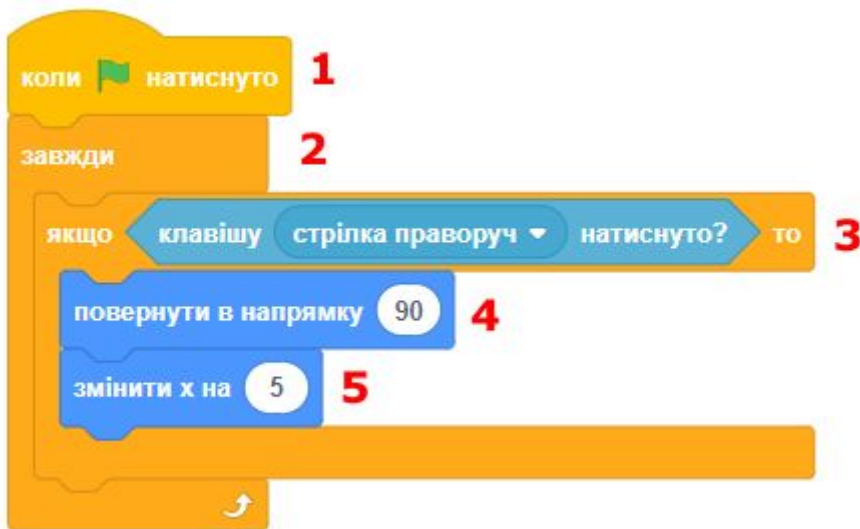 коли натиснуто 1
завжди 2
якщо клавішу стрілка праворуч натиснуто? то 3
повернути в напрямку 90 4
змінити x на 5 5